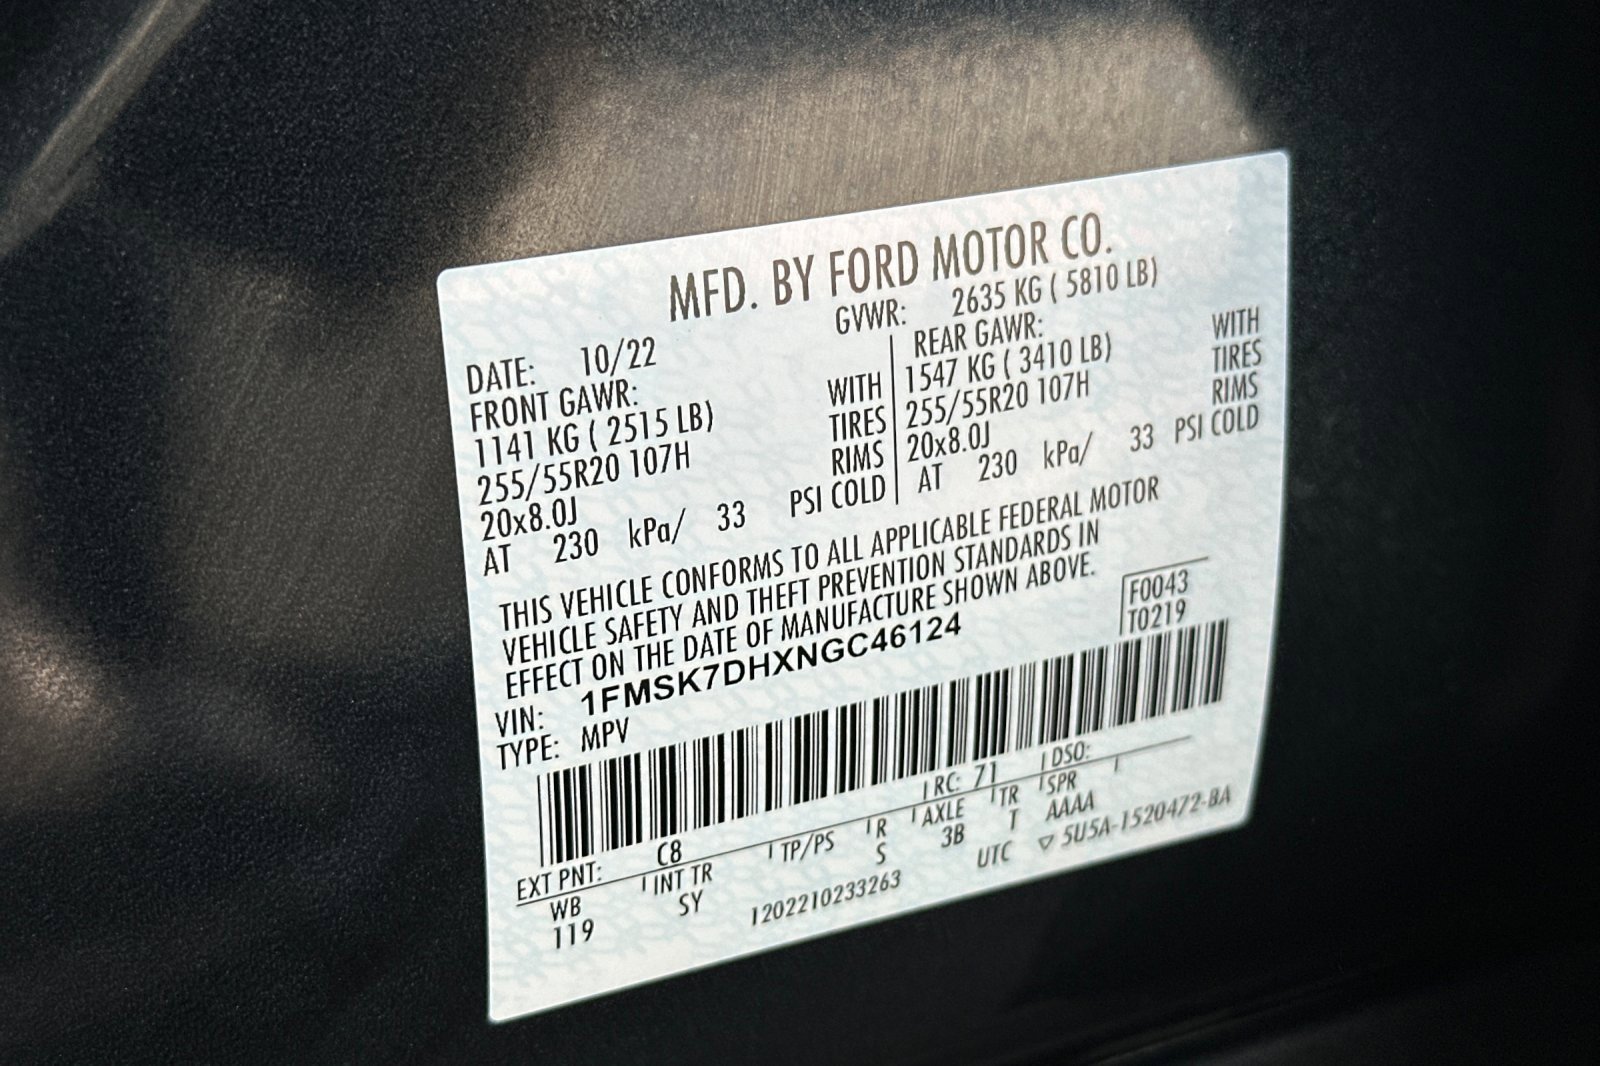 MFD. BY FORD MOTOR CO.
DATE: 10/22 GVWR: 2635 KG ( 5810 LB)
FRONT GAWR:
1141 KG ( 2515 LB) WITH
255/55R20 107H TIRES
20x8.0J RIMS
AT 230 kPa/ 33 PSI COLD
REAR GAWR:
1547 KG ( 3410 LB) WITH
255/55R20 107H TIRES
20x8.0J RIMS
AT 230 kPa/ 33 PSI COLD
THIS VEHICLE CONFORMS TO ALL APPLICABLE FEDERAL MOTOR
VEHICLE SAFETY AND THEFT PREVENTION STANDARDS IN
EFFECT ON THE DATE OF MANUFACTURE SHOWN ABOVE.
VIN: 1FMSK7DHXNGC46124
TYPE: MPV
F0043
T0219
EXT PNT: C8 RC: 71 DSO:
WB INT TR TP/PS R AXLE TR SPR
119 SY S 3B T AAAA
1202210233263 UTC ▽ 5U5A-1520472-BA